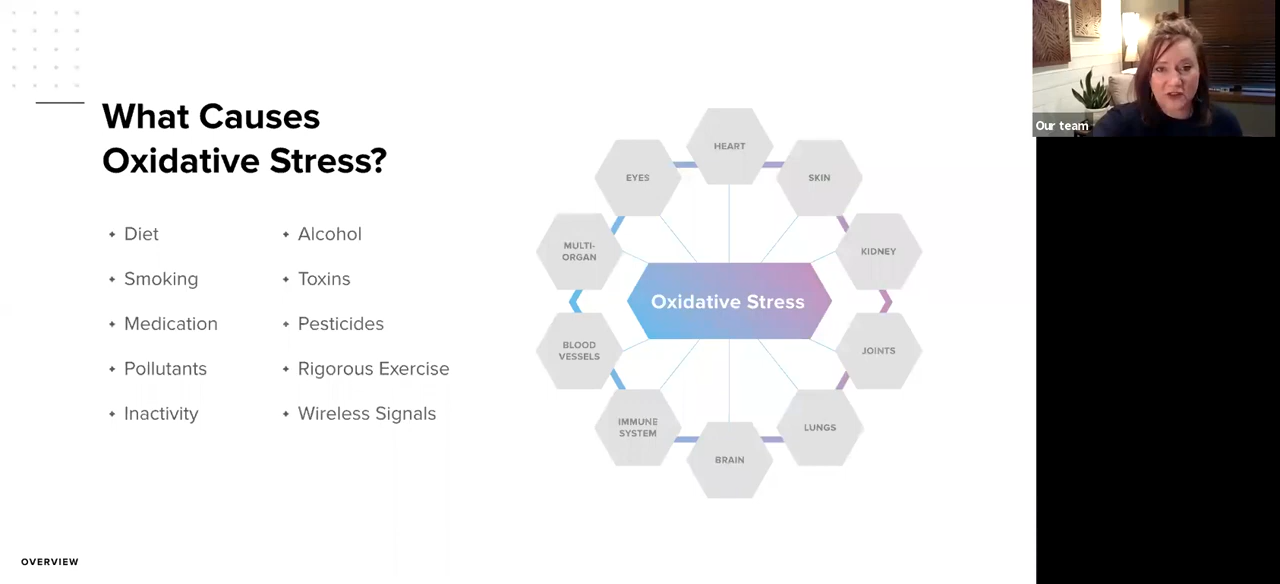 What Causes
Oxidative Stress?
Diet
Smoking
Medication
Pollutants
Inactivity
Alcohol
Toxins
Pesticides
Rigorous Exercise
Wireless Signals
HEART
EYES
SKIN
MULTI-
ORGAN
KIDNEY
Oxidative Stress
BLOOD
VESSELS
JOINTS
IMMUNE
SYSTEM
LUNGS
BRAIN
OVERVIEW
Our team